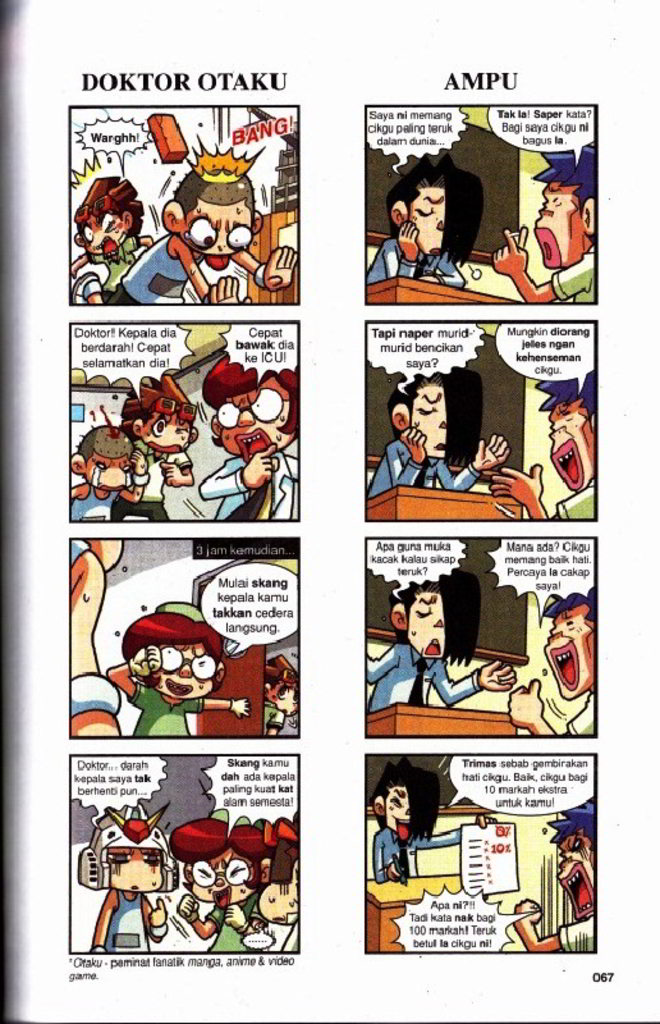 DOKTOR OTAKU
Warghh!
BANG!
Doktor!! Kepala dia
berdarah! Cepat
selamatkan dia!
Cepat
bawak dia
ke ICU!
3 jam kemudian...
Mulai skang
kepala kamu
takkan cedera
langsung.
Doktor... darah
kepala saya tak
berhenti pun...
Skang kamu
dah ada kepala
paling kuat kat
alam semesta!
.......
*Otaku - peminat fanatik manga, anime & video
game.
AMPU
Saya ni memang
cikgu paling teruk
dalam dunia...
Tak la! Saper kata?
Bagi saya cikgu ni
bagus la.
Tapi naper murid-
murid bencikan
saya?
Mungkin diorang
jelles ngan
kehenseman
cikgu.
Apa guna muka
kacak kalau sikap
teruk?
Mana ada? Cikgu
memang baik hati.
Percaya la cakap
saya!
Trimas sebab gembirakan
hati cikgu. Baik, cikgu bagi
10 markah ekstra
untuk kamu!
0%
10%
Apa ni?!!
Tadi kata nak bagi
100 markah! Teruk
betul la cikgu ni!
067